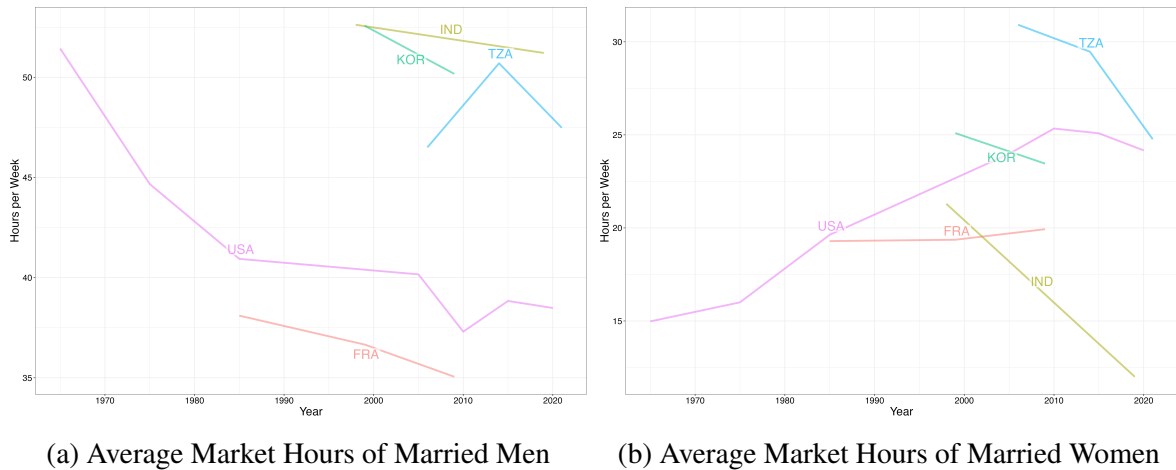 IND
KOR
TZA
USA
FRA
50
45
40
35
Hours per Week
1970
1980
1990
2000
2010
2020
Year
(a) Average Market Hours of Married Men
TZA
KOR
USA
FRA
IND
30
25
20
15
Hours per Week
1970
1980
1990
2000
2010
2020
Year
(b) Average Market Hours of Married Women